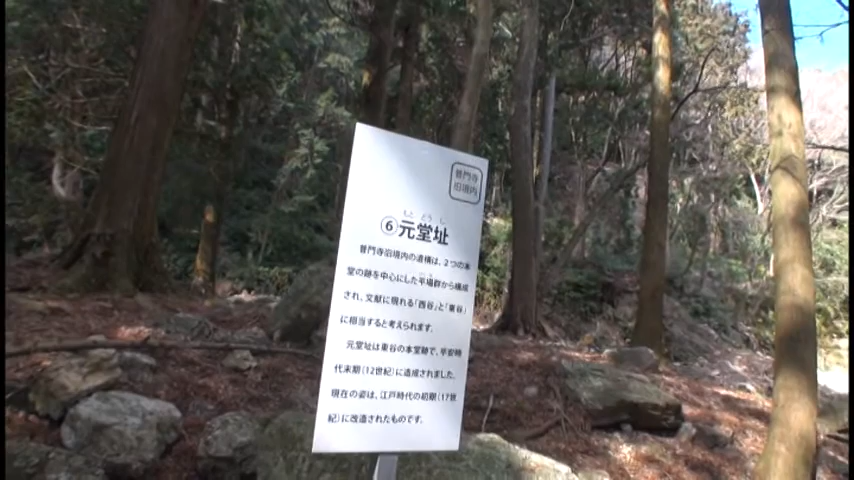 普門寺
旧境内
もと どう し
⑥元堂址
普門寺旧境内の遺構は、2つの本
堂の跡を中心にした平場群から構成
され、文献に現れる「西谷」と「東谷」
に相当すると考えられます。
元堂址は東谷の本堂跡で、平安時
代末期(12世紀)に造成されました。
現在の姿は、江戸時代の初期(17世
紀)に改造されたものです。